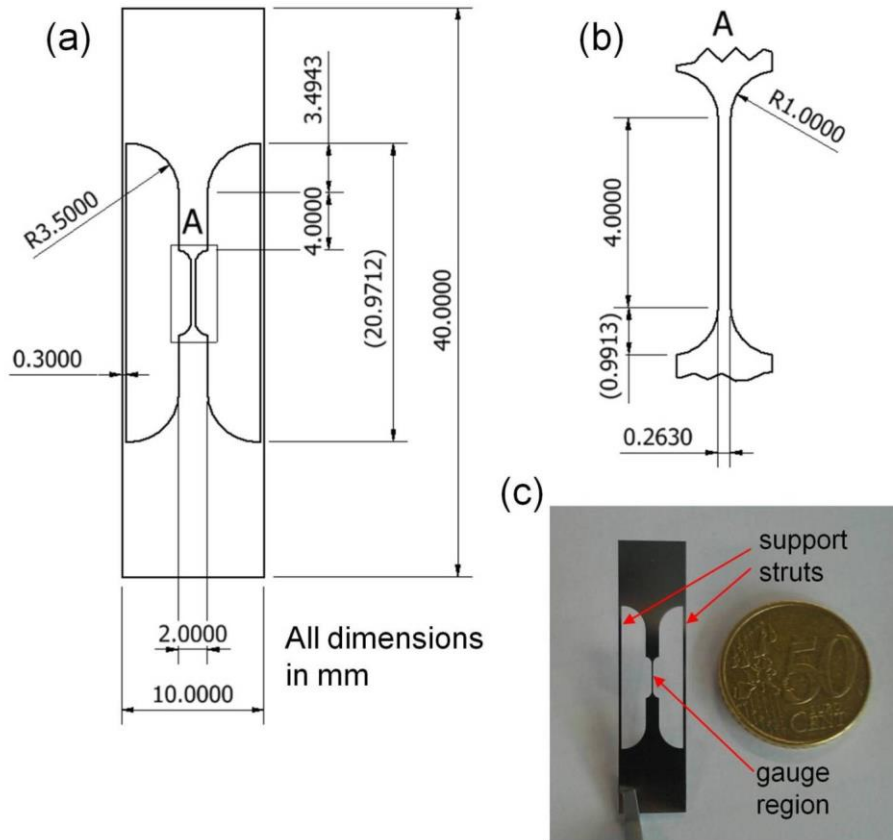 (a)
3.4943
R3.5000
A
4.0000
(20.9712)
40.0000
0.3000
2.0000
10.0000
All dimensions
in mm
(b)
A
R1.0000
4.0000
(0.9913)
0.2630
(c)
support
struts
50
Cent
gauge
region